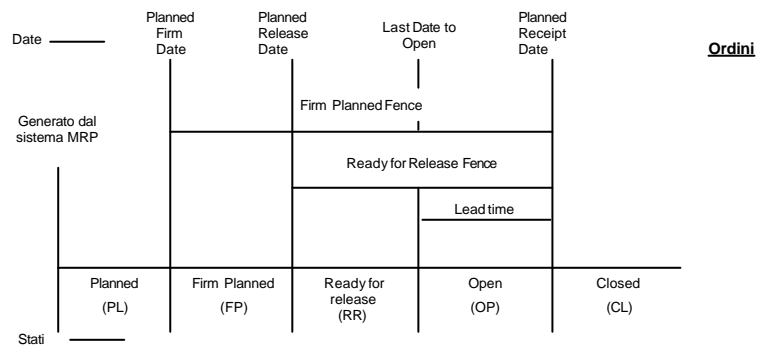 Date
Planned
Firm
Date
Planned
Release
Date
Last Date to
Open
Planned
Receipt
Date
Ordini
Generato dal
sistema MRP
Firm Planned Fence
Ready for Release Fence
Lead time
Planned
(PL)
Firm Planned
(FP)
Ready for
release
(RR)
Open
(OP)
Closed
(CL)
Stati